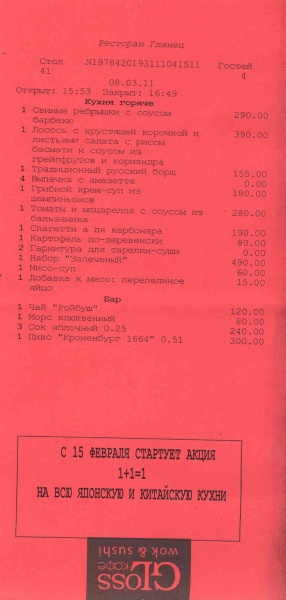 Ресторан Глянец
Стол N1978420193111041511 Гостей
41 4
08.03.11
Открыт: 15:53 Закрыт: 16:49
Кухня горяче
1 Свиные ребрышки с соусом 290.00
барбекю
1 Лосось с хрустящей корочкой и 390.00
листьями салата с рисом
басмати и соусом из
грейпфрутов и кориандра
1 Традиционный русский борщ 155.00
4 Выпечка с амазетте 0.00
1 Грибной крем-суп из 180.00
шампиньонов
1 Томаты и моцарелла с соусом из 280.00
бальзамика
1 Спагетти а ля карбонара 190.00
1 Картофель по-деревенски 80.00
2 Гарнитура для тарелки-суши 0.00
1 Набор "Запеченый" 490.00
1 Мисо-суп 60.00
1 Добавка к мисо: перепелиное 15.00
яйцо
Бар
1 Чай "Ройбуш" 120.00
1 Морс клюквенный 80.00
3 Сок яблочный 0.25 240.00
1 Пиво "Кроненбург 1664" 0.51 300.00
С 15 ФЕВРАЛЯ СТАРТУЕТ АКЦИЯ
1+1=1
НА ВСЮ ЯПОНСКУЮ И КИТАЙСКУЮ КУХНИ
wok & sushi
GLoss
кофе